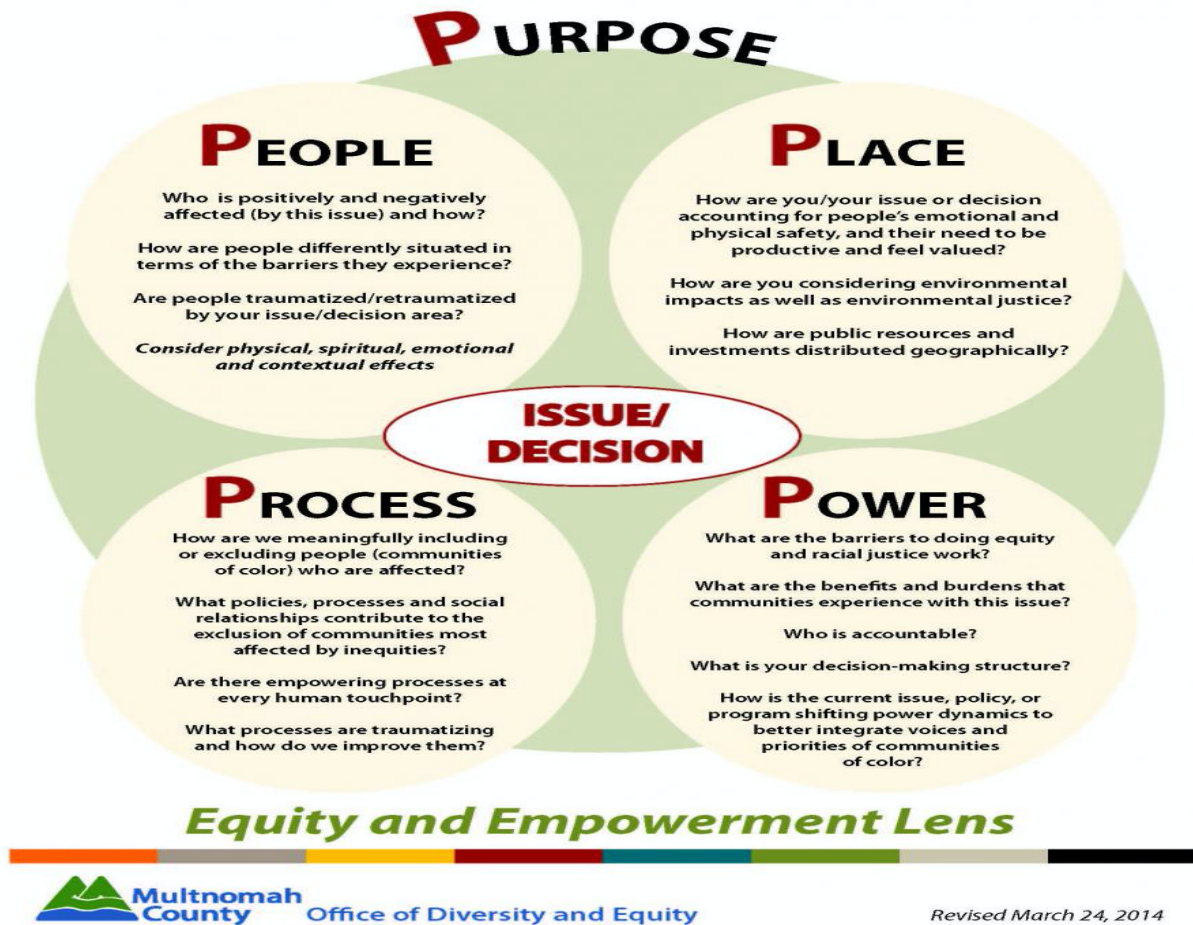 PURPOSE
PEOPLE
Who is positively and negatively
affected (by this issue) and how?
How are people differently situated in
terms of the barriers they experience?
Are people traumatized/retraumatized
by your issue/decision area?
Consider physical, spiritual, emotional
and contextual effects
PLACE
How are you/your issue or decision
accounting for people's emotional and
physical safety, and their need to be
productive and feel valued?
How are you considering environmental
impacts as well as environmental justice?
How are public resources and
investments distributed geographically?
ISSUE/
DECISION
PROCESS
How are we meaningfully including
or excluding people (communities
of color) who are affected?
What policies, processes and social
relationships contribute to the
exclusion of communities most
affected by inequities?
Are there empowering processes at
every human touchpoint?
What processes are traumatizing
and how do we improve them?
POWER
What are the barriers to doing equity
and racial justice work?
What are the benefits and burdens that
communities experience with this issue?
Who is accountable?
What is your decision-making structure?
How is the current issue, policy, or
program shifting power dynamics to
better integrate voices and
priorities of communities
of color?
Equity and Empowerment Lens
Multnomah
County
Office of Diversity and Equity
Revised March 24, 2014